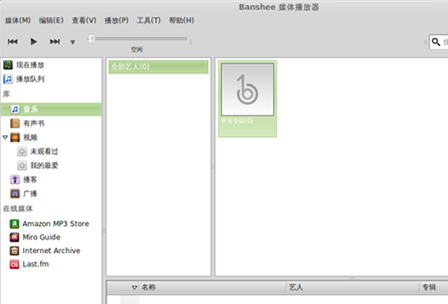 Banshee 媒体播放器
媒体(M) 编辑(E) 查看(V) 播放(P) 工具(T) 帮助(H)
空闲
现在播放
播放队列
库
音乐
有声书
视频
未观看过
我的最爱
播客
广播
在线媒体
Amazon MP3 Store
Miro Guide
Internet Archive
Last.fm
全部艺人(0)
所有专辑(0)
名称 艺人 专辑